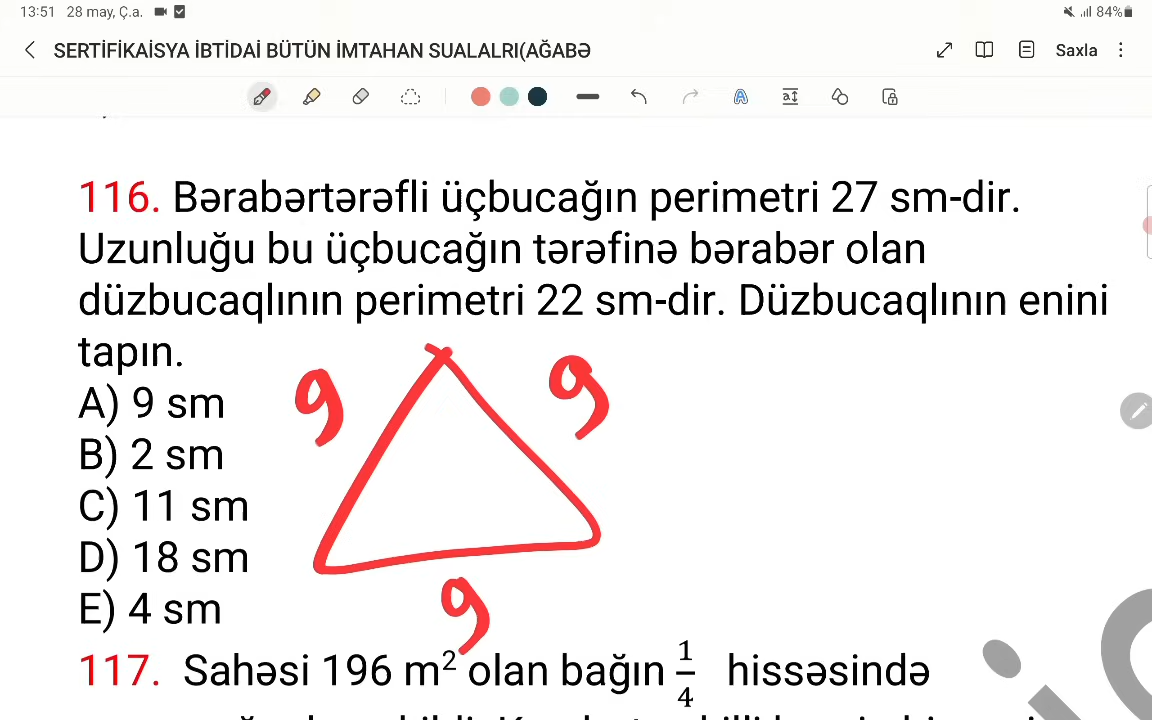 13:51 28 may, Ç.a. 84%
SERTİFİKAİSYA İBTİDAİ BÜTÜN İMTAHAN SUALALRI(AĞABƏ Saxla
116. Bərabərtərəfli üçbucağın perimetri 27 sm-dir.
Uzunluğu bu üçbucağın tərəfinə bərabər olan
düzbucaqlının perimetri 22 sm-dir. Düzbucaqlının enini
tapın.
A) 9 sm
B) 2 sm
C) 11 sm
D) 18 sm
E) 4 sm
9 9
9
117. Sahəsi 196 m² olan bağın 1/4 hissəsində